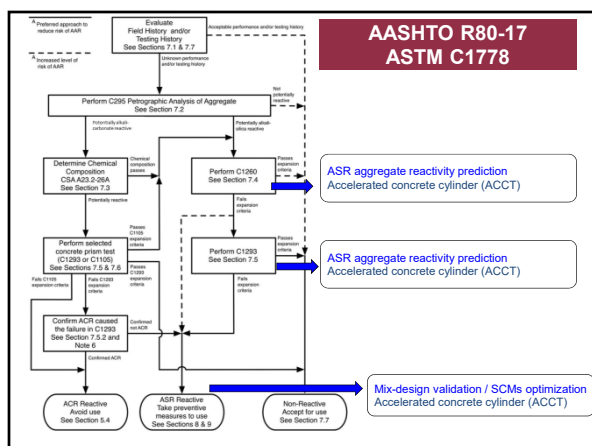 A Preferred approach to
reduce risk of AAR
A Increased level of
risk of AAR
Evaluate
Field History and/or
Testing History
See Sections 7.1 & 7.7
Acceptable performance and/or testing history
Unknown performance
and/or testing history
AASHTO R80-17
ASTM C1778
Perform C295 Petrographic Analysis of Aggregate
See Section 7.2
Not
potentially
reactive
Potentially alkali-
carbonate reactive
Potentially alkali-
silica reactive
Determine Chemical
Composition
CSA A23.2-26A
See Section 7.3
Chemical
composition
passes
Perform C1260
See Section 7.4
Passes
expansion
criteria
ASR aggregate reactivity prediction
Accelerated concrete cylinder (ACCT)
Potentially reactive
Fails
expansion
criteria
Perform selected
concrete prism test
(C1293 or C1105)
See Sections 7.5 & 7.6
Passes
C1105
expansion
criteria
Passes
C1293
expansion
criteria
Perform C1293
See Section 7.5
Passes
expansion
criteria
ASR aggregate reactivity prediction
Accelerated concrete cylinder (ACCT)
Fails C1105
expansion
criteria
Fails C1293
expansion
criteria
Fails
expansion
criteria
Confirm ACR caused
the failure in C1293
See Section 7.5.2 and
Note 6
Confirmed
not ACR
Confirmed ACR
Mix-design validation / SCMs optimization
Accelerated concrete cylinder (ACCT)
ACR Reactive
Avoid use
See Section 5.4
ASR Reactive
Take preventive
measures to use
See Sections 8 & 9
Non-Reactive
Accept for use
See Section 7.7